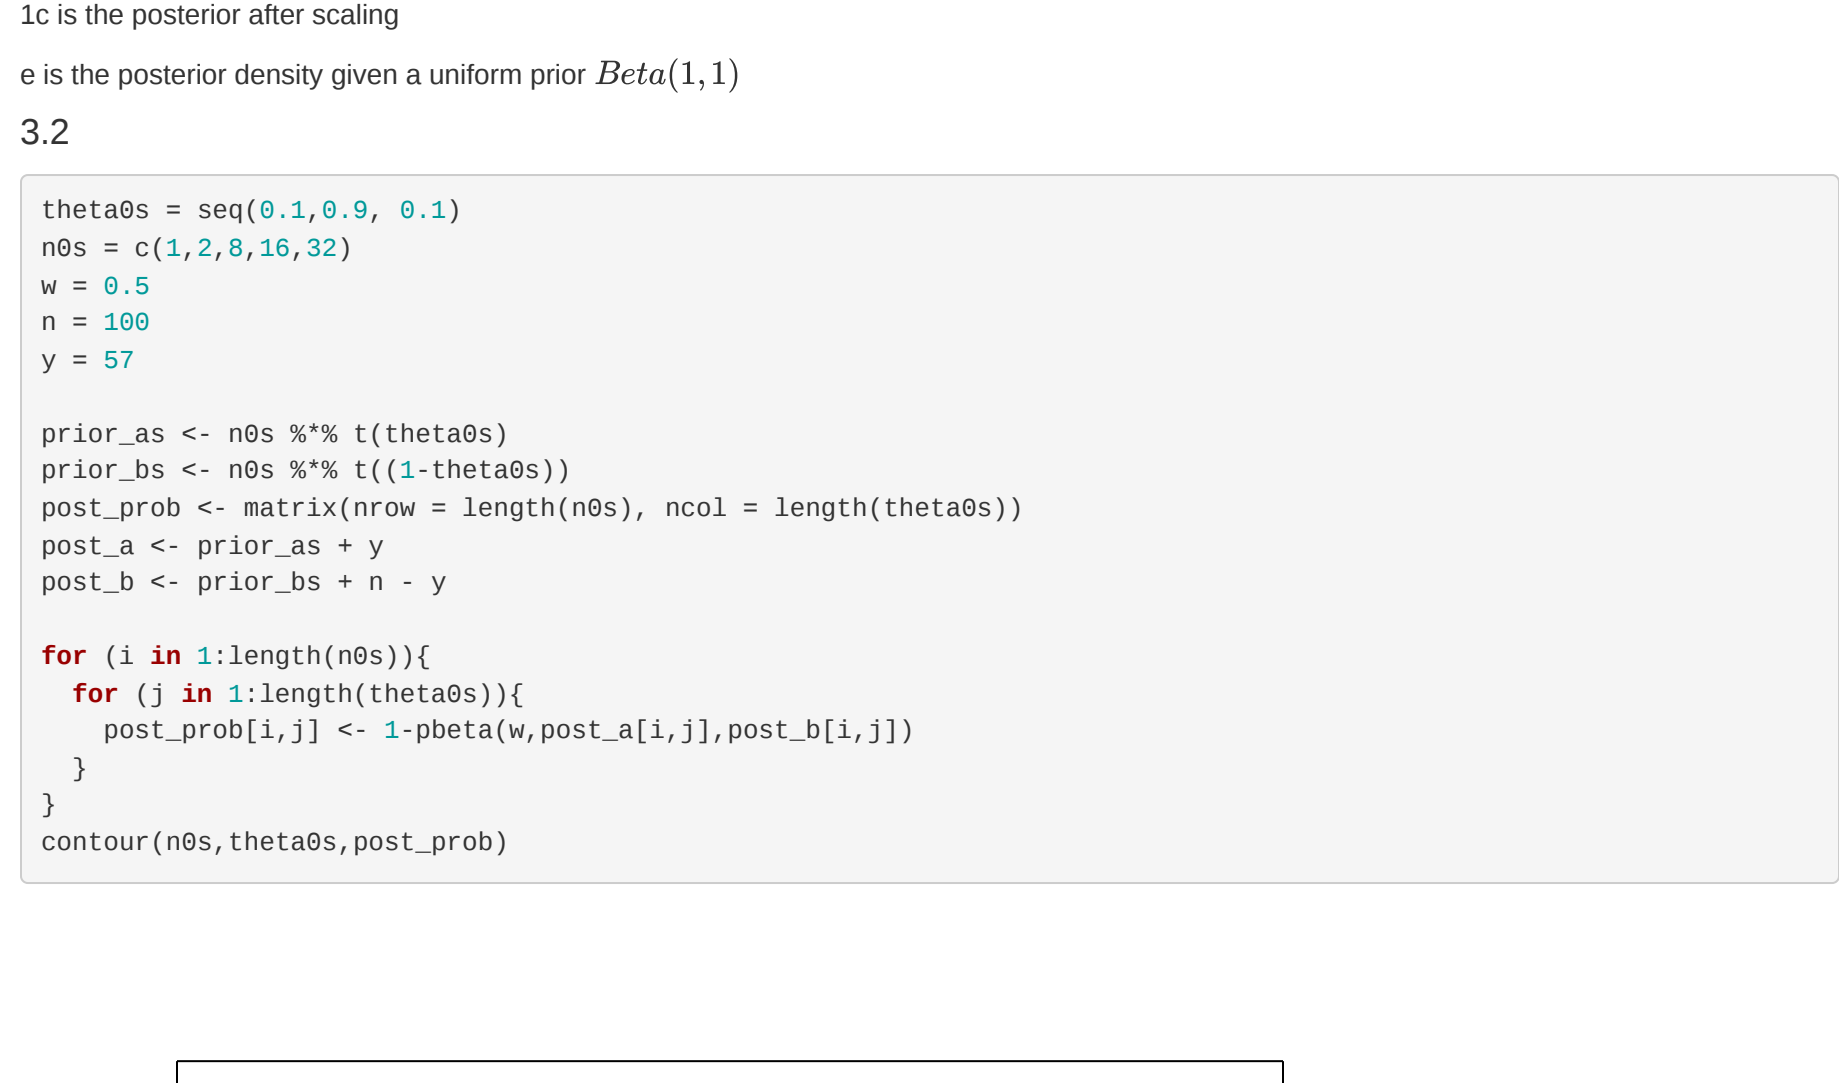 1c is the posterior after scaling
e is the posterior density given a uniform prior Beta(1, 1)
3.2
theta0s = seq(0.1,0.9, 0.1)
n0s = c(1,2,8,16,32)
w = 0.5
n = 100
y = 57
prior_as <- n0s %*% t(theta0s)
prior_bs <- n0s %*% t((1-theta0s))
post_prob <- matrix(nrow = length(n0s), ncol = length(theta0s))
post_a <- prior_as + y
post_b <- prior_bs + n - y
for (i in 1:length(n0s)){
  for (j in 1:length(theta0s)){
    post_prob[i,j] <- 1-pbeta(w,post_a[i,j],post_b[i,j])
  }
}
contour(n0s,theta0s,post_prob)